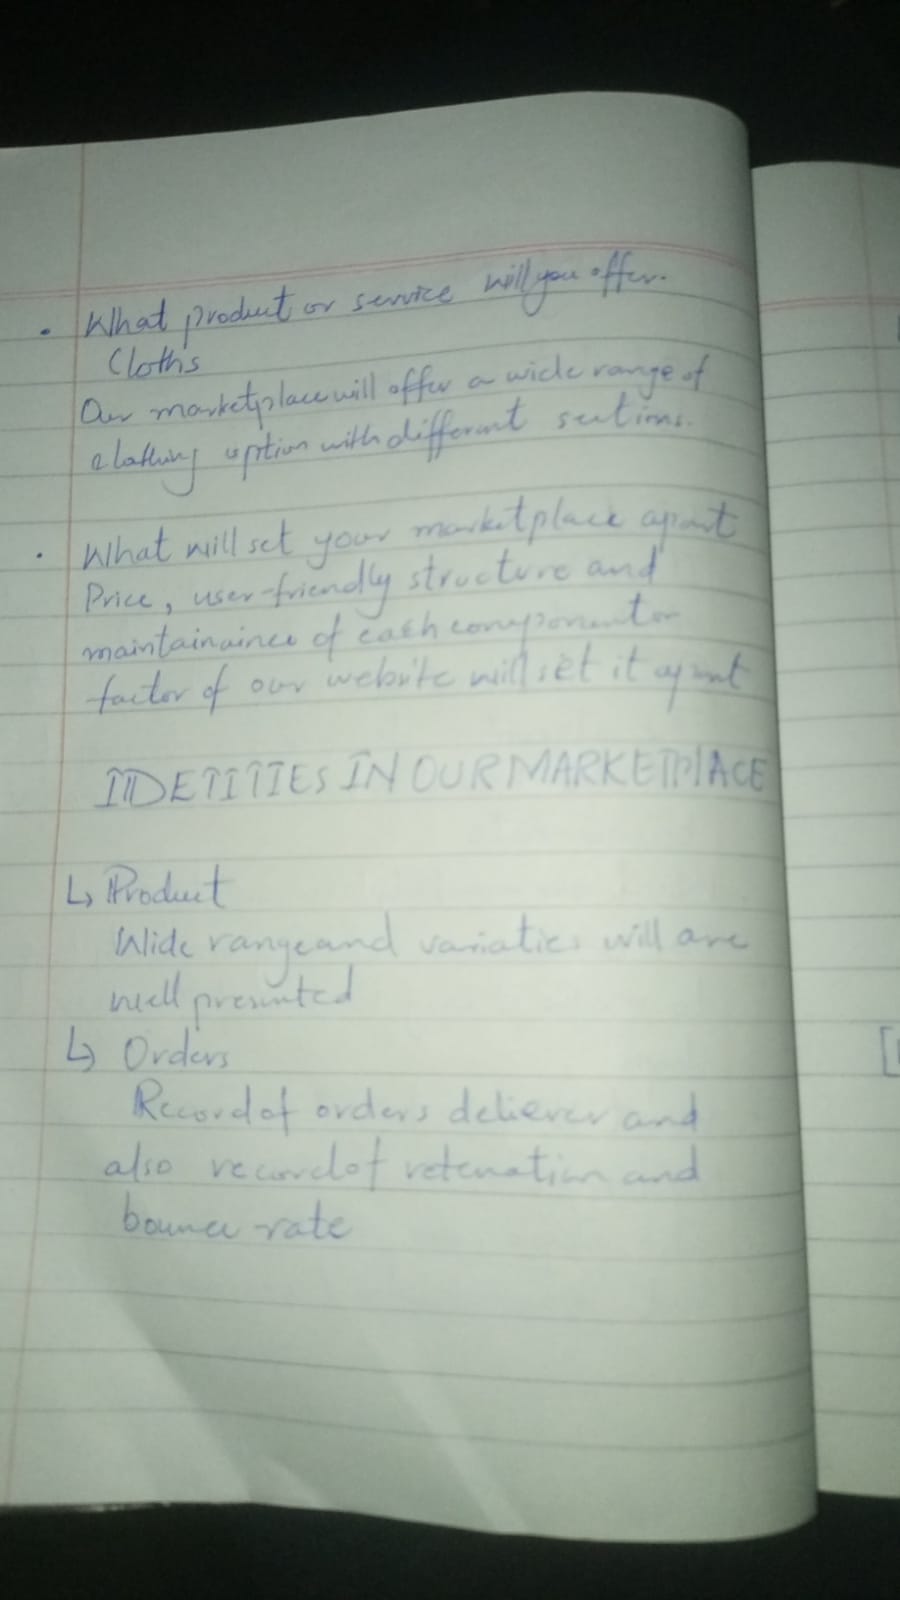 • What product or service will you offer.
Cloths
Our marketplace will offer a wide range of
clathing option with different sections.
• What will set your marketplace apart
Price, user-friendly structure and
maintainaince of each component or
factor of our website will set it apart
IDETITIES IN OUR MARKETPlACE
↳ Product
Wide range and variaties will are
well presented
↳ Orders
Record of orders deliever and
also record of retenation and
bounce rate
[